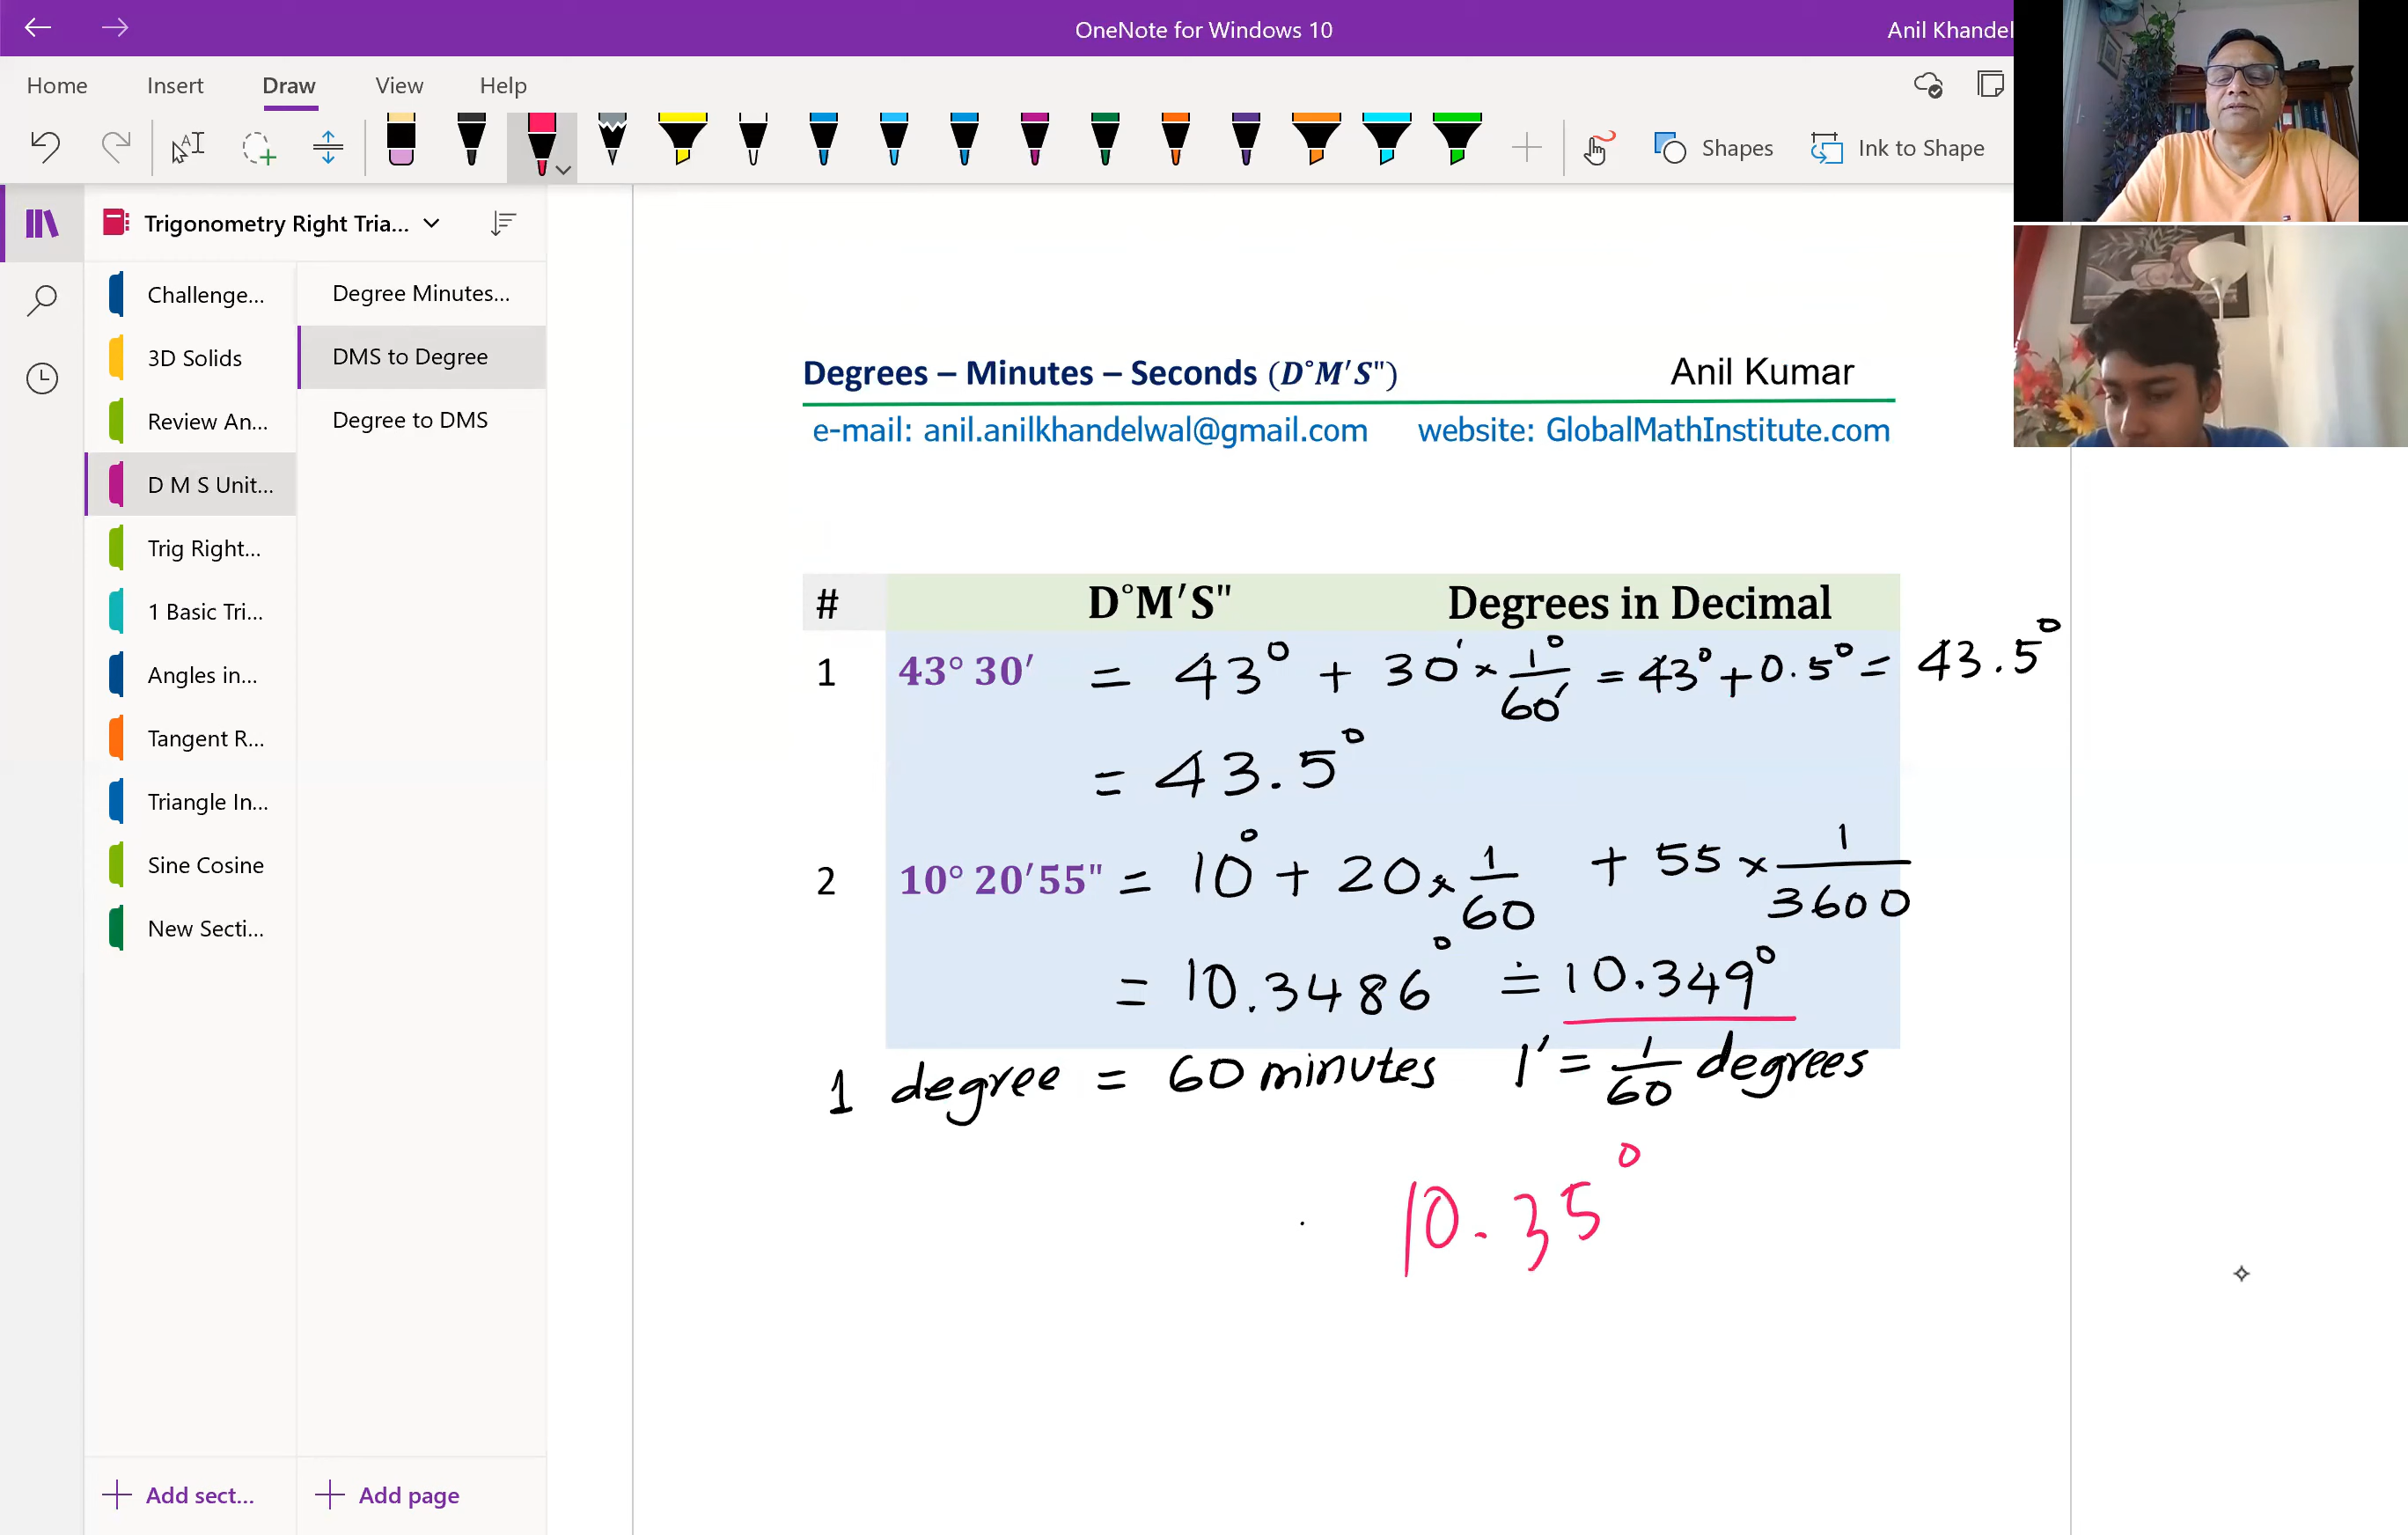 OneNote for Windows 10
Anil Khandel
Home Insert Draw View Help
Shapes Ink to Shape
Trigonometry Right Tria...
Challenge...
3D Solids
Review An...
D M S Unit...
Trig Right...
1 Basic Tri...
Angles in...
Tangent R...
Triangle In...
Sine Cosine
New Secti...
Degree Minutes...
DMS to Degree
Degree to DMS
Add sect...
Add page
Degrees – Minutes – Seconds (D°M′S") Anil Kumar
e-mail: anil.anilkhandelwal@gmail.com website: GlobalMathInstitute.com
# D°M′S" Degrees in Decimal
1 43° 30′ = 43° + 30′ × 1°/60′ = 43° + 0.5° = 43.5°
= 43.5°
2 10° 20′55" = 10° + 20 × 1/60 + 55 × 1/3600
= 10.3486° ≐ 10.349°
1 degree = 60 minutes 1′ = 1/60 degrees
10.35°